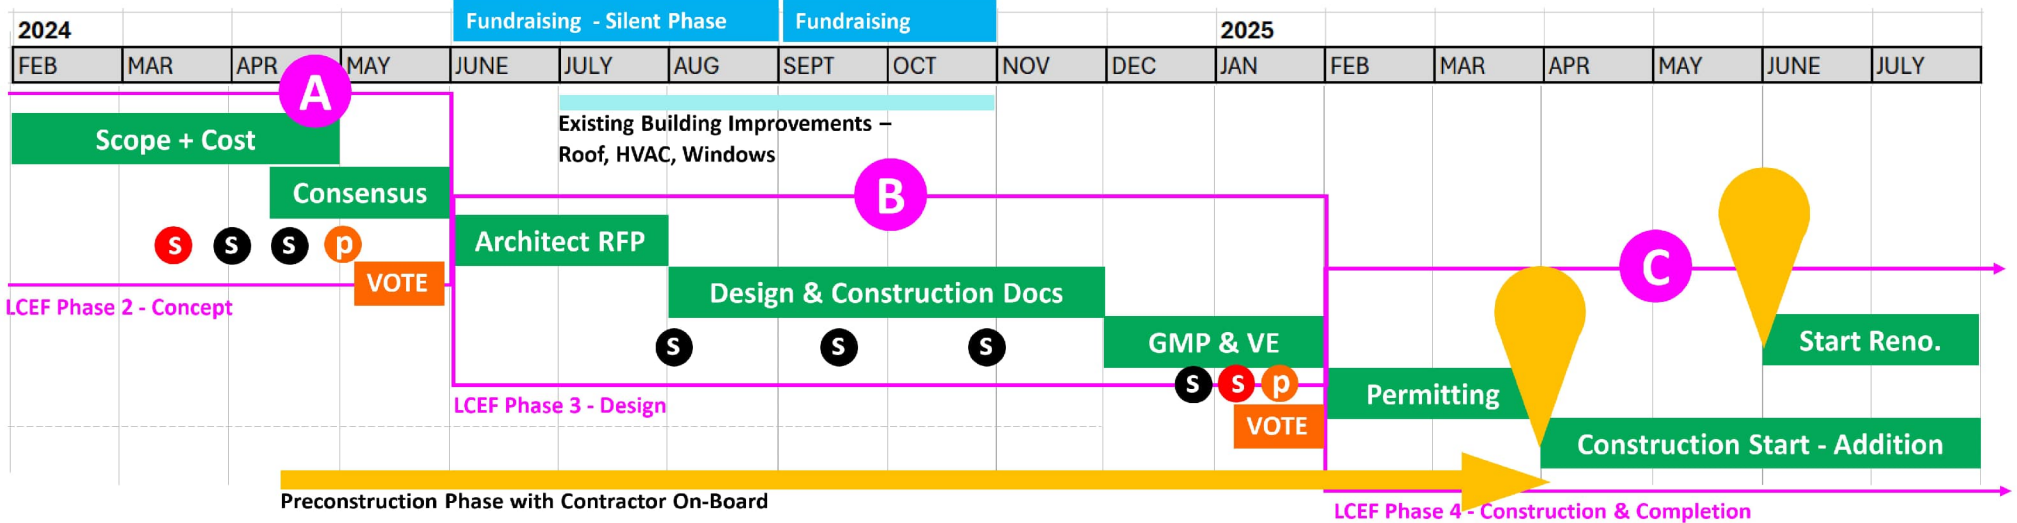 Fundraising - Silent Phase
Fundraising
2024
2025
FEB
MAR
APR
MAY
JUNE
JULY
AUG
SEPT
OCT
NOV
DEC
JAN
FEB
MAR
APR
MAY
JUNE
JULY
A
Scope + Cost
Existing Building Improvements –
Roof, HVAC, Windows
Consensus
B
s
s
s
p
Architect RFP
C
VOTE
LCEF Phase 2 - Concept
Design & Construction Docs
s
s
s
GMP & VE
Start Reno.
s
s
p
LCEF Phase 3 - Design
Permitting
VOTE
Construction Start - Addition
Preconstruction Phase with Contractor On-Board
LCEF Phase 4 - Construction & Completion